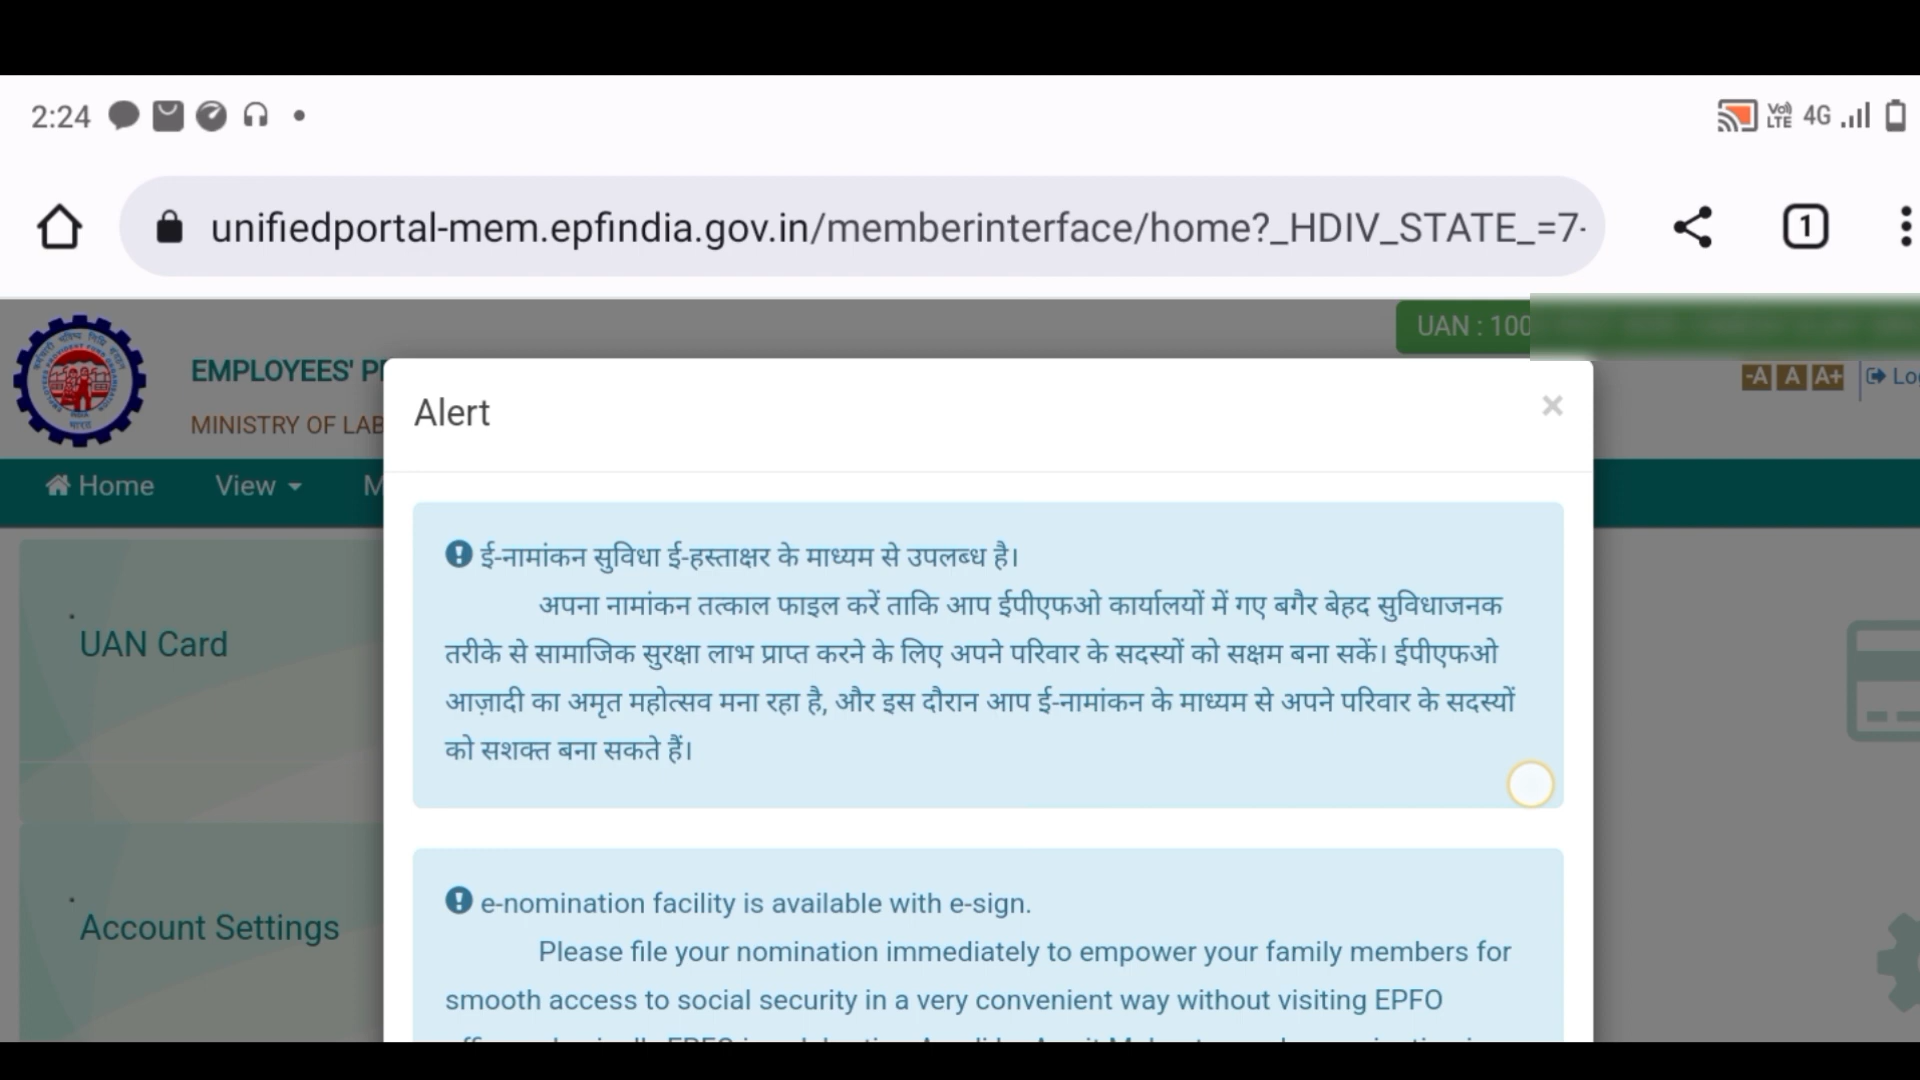 2:24
VoLTE 4G
unifiedportal-mem.epfindia.gov.in/memberinterface/home?_HDIV_STATE_=7-
1
UAN : 100
EMPLOYEES'
MINISTRY OF LAB
-A A A+
Home View
Alert
×
ई-नामांकन सुविधा ई-हस्ताक्षर के माध्यम से उपलब्ध है।
अपना नामांकन तत्काल फाइल करें ताकि आप ईपीएफओ कार्यालयों में गए बगैर बेहद सुविधाजनक
तरीके से सामाजिक सुरक्षा लाभ प्राप्त करने के लिए अपने परिवार के सदस्यों को सक्षम बना सकें। ईपीएफओ
आज़ादी का अमृत महोत्सव मना रहा है, और इस दौरान आप ई-नामांकन के माध्यम से अपने परिवार के सदस्यों
को सशक्त बना सकते हैं।
UAN Card
e-nomination facility is available with e-sign.
Please file your nomination immediately to empower your family members for
smooth access to social security in a very convenient way without visiting EPFO
Account Settings